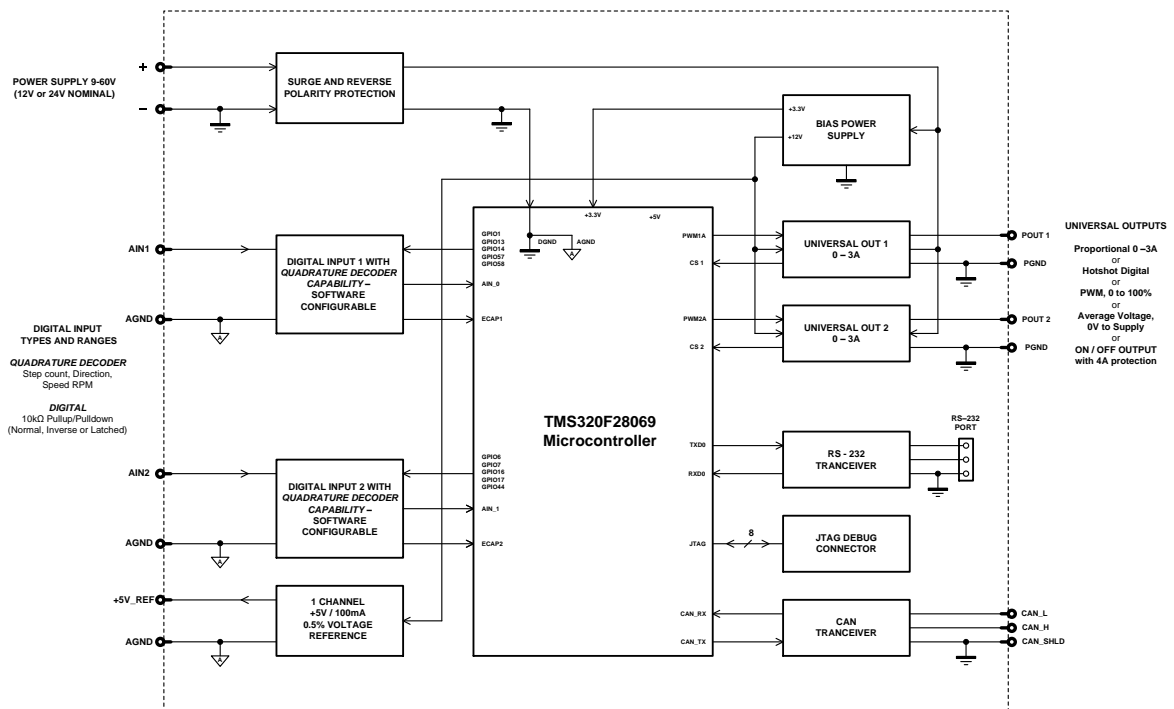 POWER SUPPLY 9-60V
(12V or 24V NOMINAL)
+
–
SURGE AND REVERSE
POLARITY PROTECTION
+3.3V
+12V
BIAS POWER
SUPPLY
AIN1
AGND
DIGITAL INPUT 1 WITH
QUADRATURE DECODER
CAPABILITY –
SOFTWARE
CONFIGURABLE
DIGITAL INPUT
TYPES AND RANGES
QUADRATURE DECODER
Step count, Direction,
Speed RPM
DIGITAL
10kΩ Pullup/Pulldown
(Normal, Inverse or Latched)
AIN2
AGND
DIGITAL INPUT 2 WITH
QUADRATURE DECODER
CAPABILITY –
SOFTWARE
CONFIGURABLE
+5V_REF
AGND
1 CHANNEL
+5V / 100mA
0.5% VOLTAGE
REFERENCE
A
A
A
+3.3V
+5V
GPIO1
GPIO13
GPIO14
GPIO57
GPIO58
DGND
AGND
A
AIN_0
ECAP1
TMS320F28069
Microcontroller
GPIO6
GPIO7
GPIO16
GPIO17
GPIO44
AIN_1
ECAP2
PWM1A
CS 1
PWM2A
CS 2
TXD0
RXD0
JTAG
8
CAN_RX
CAN_TX
UNIVERSAL OUT 1
0 – 3A
UNIVERSAL OUT 2
0 – 3A
RS - 232
TRANCEIVER
RS–232
PORT
JTAG DEBUG
CONNECTOR
CAN
TRANCEIVER
POUT 1
PGND
POUT 2
PGND
CAN_L
CAN_H
CAN_SHLD
UNIVERSAL OUTPUTS
Proportional 0 –3A
or
Hotshot Digital
or
PWM, 0 to 100%
or
Average Voltage,
0V to Supply
or
ON / OFF OUTPUT
with 4A protection